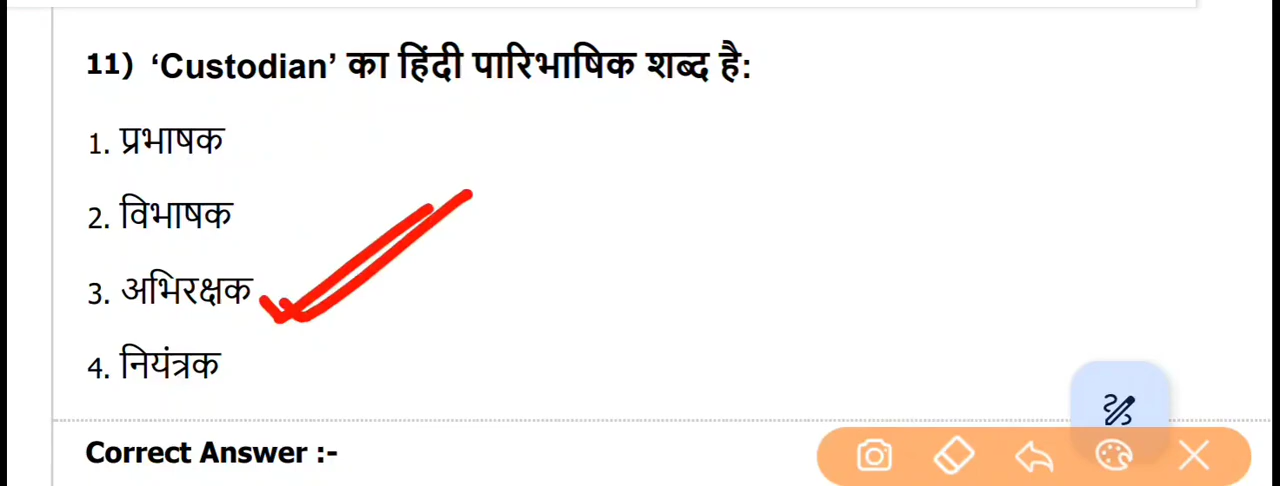 11) ‘Custodian’ का हिंदी पारिभाषिक शब्द है:
1. प्रभाषक
2. विभाषक
3. अभिरक्षक
4. नियंत्रक
Correct Answer :-